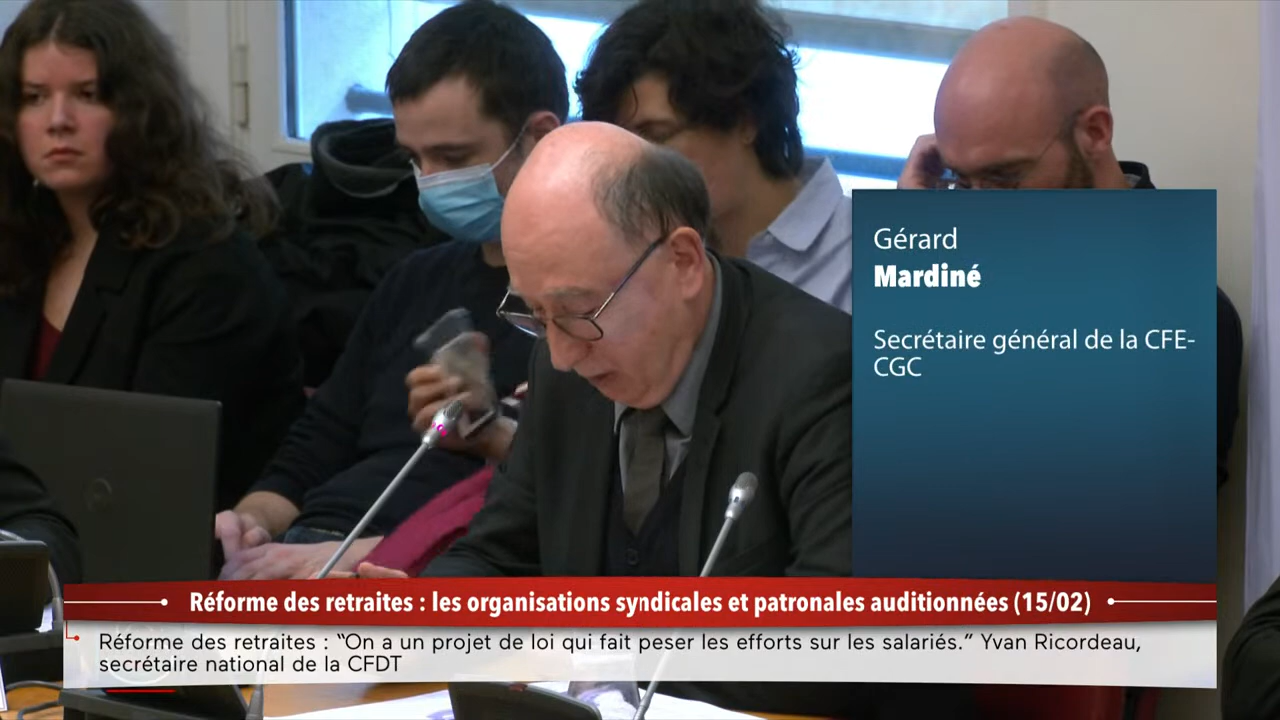 Gérard
Mardiné
Secrétaire général de la CFE-
CGC
Réforme des retraites : les organisations syndicales et patronales auditionnées (15/02)
Réforme des retraites : “On a un projet de loi qui fait peser les efforts sur les salariés.” Yvan Ricordeau,
secrétaire national de la CFDT